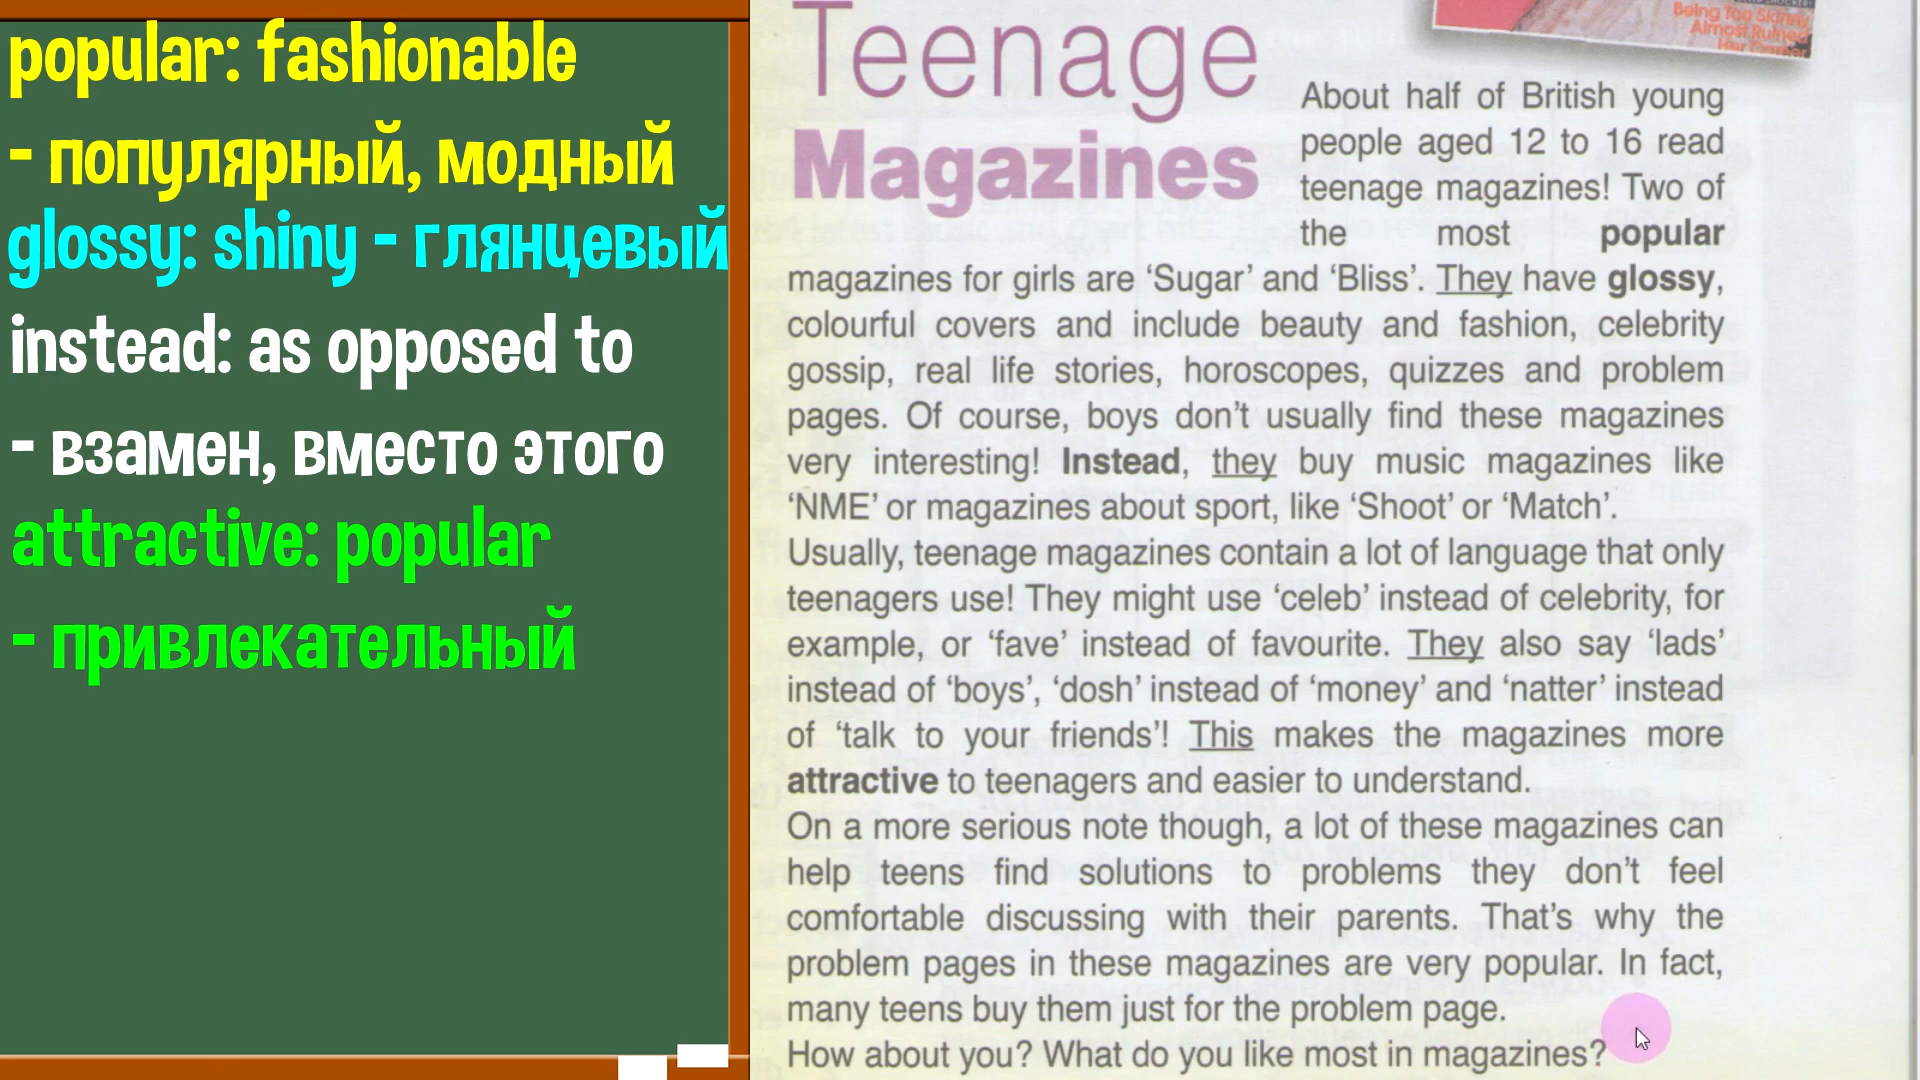 popular: fashionable
- популярный, модный
glossy: shiny - глянцевый
instead: as opposed to
- взамен, вместо этого
attractive: popular
- привлекательный
Being Too Skinny
Almost Ruined
Her Career
Teenage
Magazines
About half of British young
people aged 12 to 16 read
teenage magazines! Two of
the most popular
magazines for girls are ‘Sugar’ and ‘Bliss’. They have glossy,
colourful covers and include beauty and fashion, celebrity
gossip, real life stories, horoscopes, quizzes and problem
pages. Of course, boys don’t usually find these magazines
very interesting! Instead, they buy music magazines like
‘NME’ or magazines about sport, like ‘Shoot’ or ‘Match’.
Usually, teenage magazines contain a lot of language that only
teenagers use! They might use ‘celeb’ instead of celebrity, for
example, or ‘fave’ instead of favourite. They also say ‘lads’
instead of ‘boys’, ‘dosh’ instead of ‘money’ and ‘natter’ instead
of ‘talk to your friends’! This makes the magazines more
attractive to teenagers and easier to understand.
On a more serious note though, a lot of these magazines can
help teens find solutions to problems they don’t feel
comfortable discussing with their parents. That’s why the
problem pages in these magazines are very popular. In fact,
many teens buy them just for the problem page.
How about you? What do you like most in magazines?